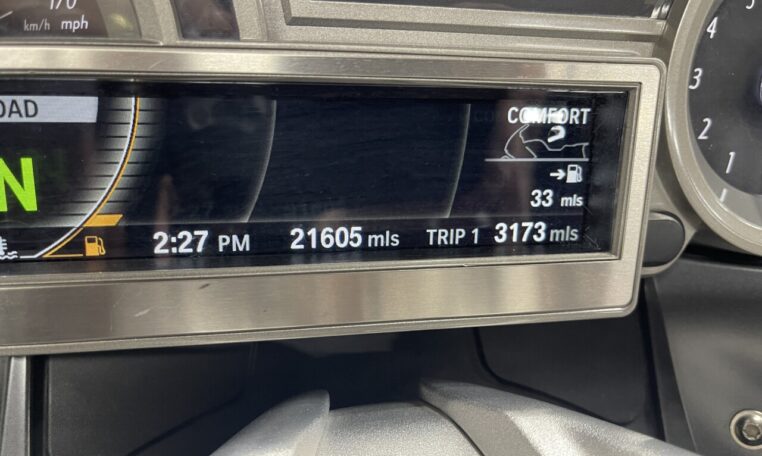 170
km/h mph
OAD
N
COMFORT
33 mls
2:27 PM 21605 mls TRIP 1 3173 mls
4
3
2
1